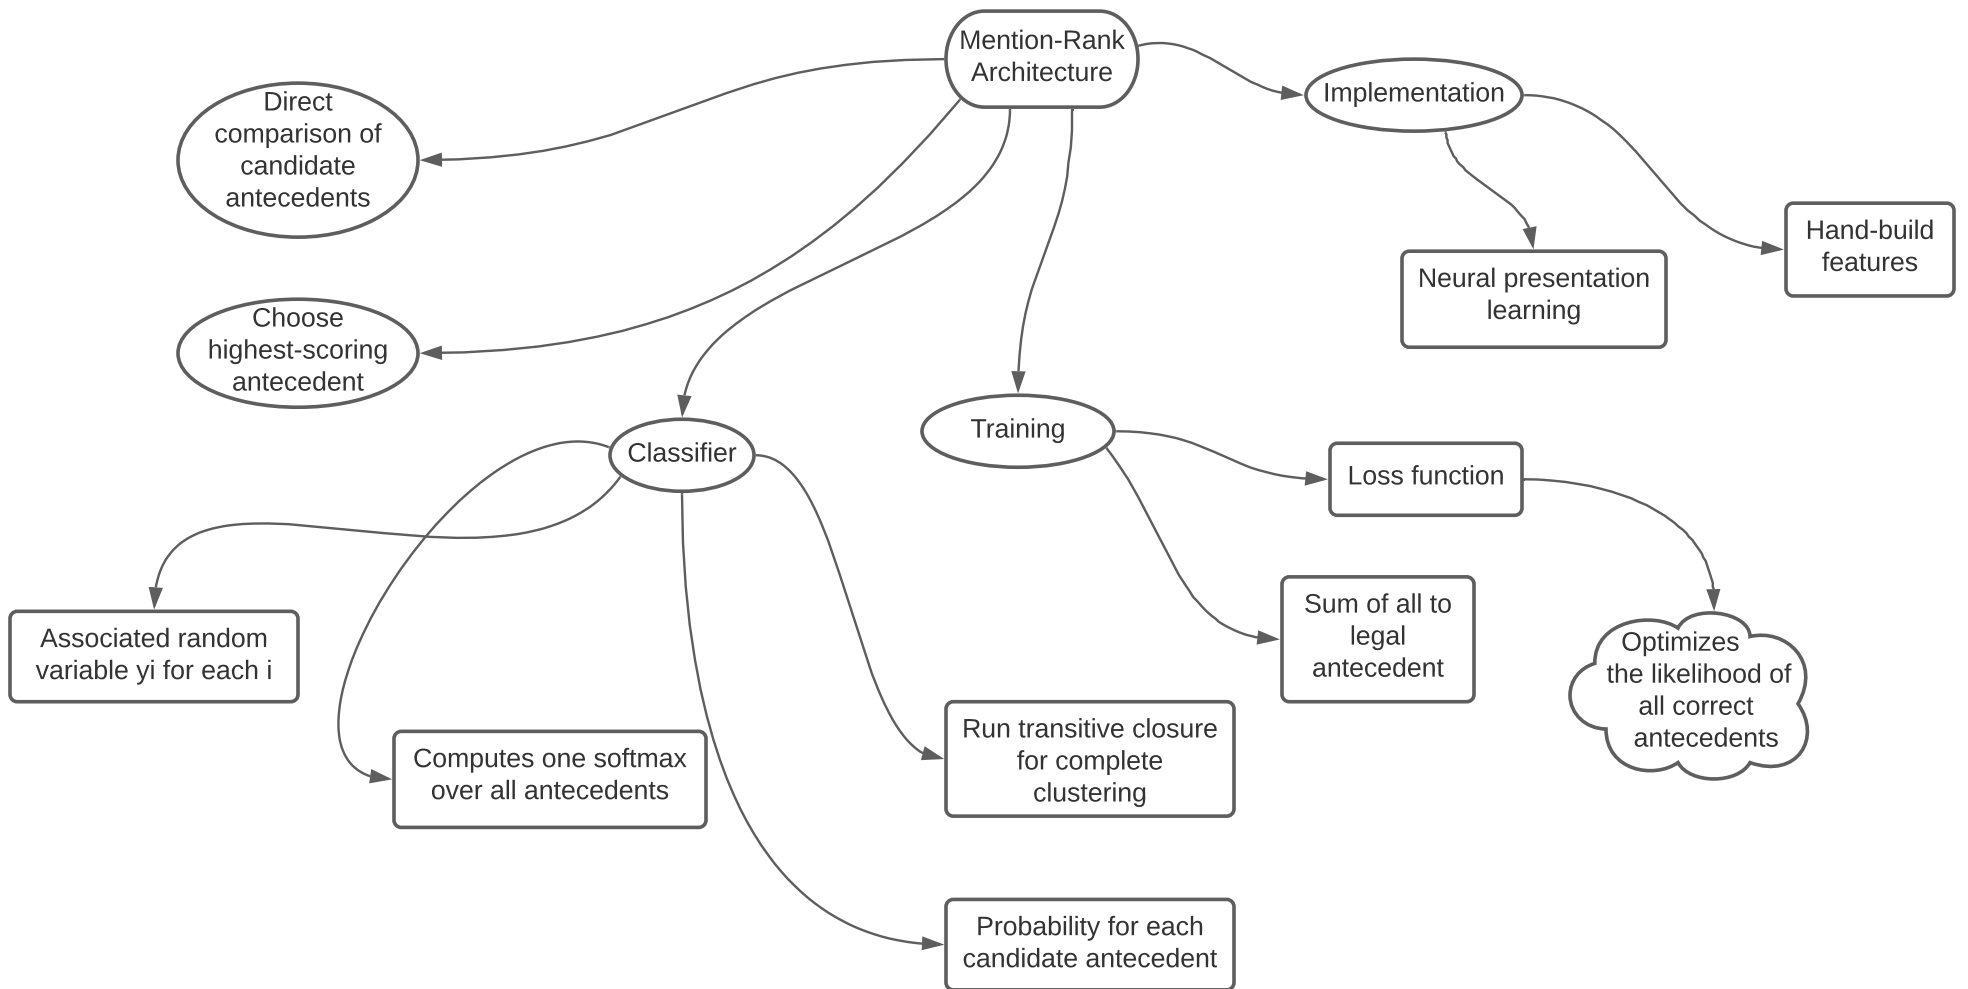 Mention-Rank
Architecture
Implementation
Direct
comparison of
candidate
antecedents
Hand-build
features
Neural presentation
learning
Choose
highest-scoring
antecedent
Classifier
Training
Loss function
Associated random
variable yi for each i
Sum of all to
legal
antecedent
Optimizes
the likelihood of
all correct
antecedents
Computes one softmax
over all antecedents
Run transitive closure
for complete
clustering
Probability for each
candidate antecedent